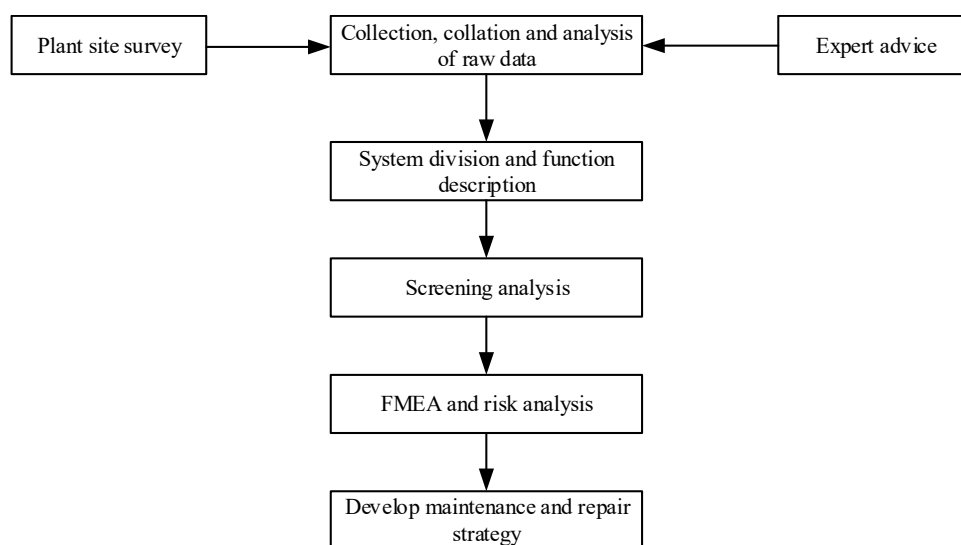 Plant site survey
Collection, collation and analysis
of raw data
Expert advice
System division and function
description
Screening analysis
FMEA and risk analysis
Develop maintenance and repair
strategy